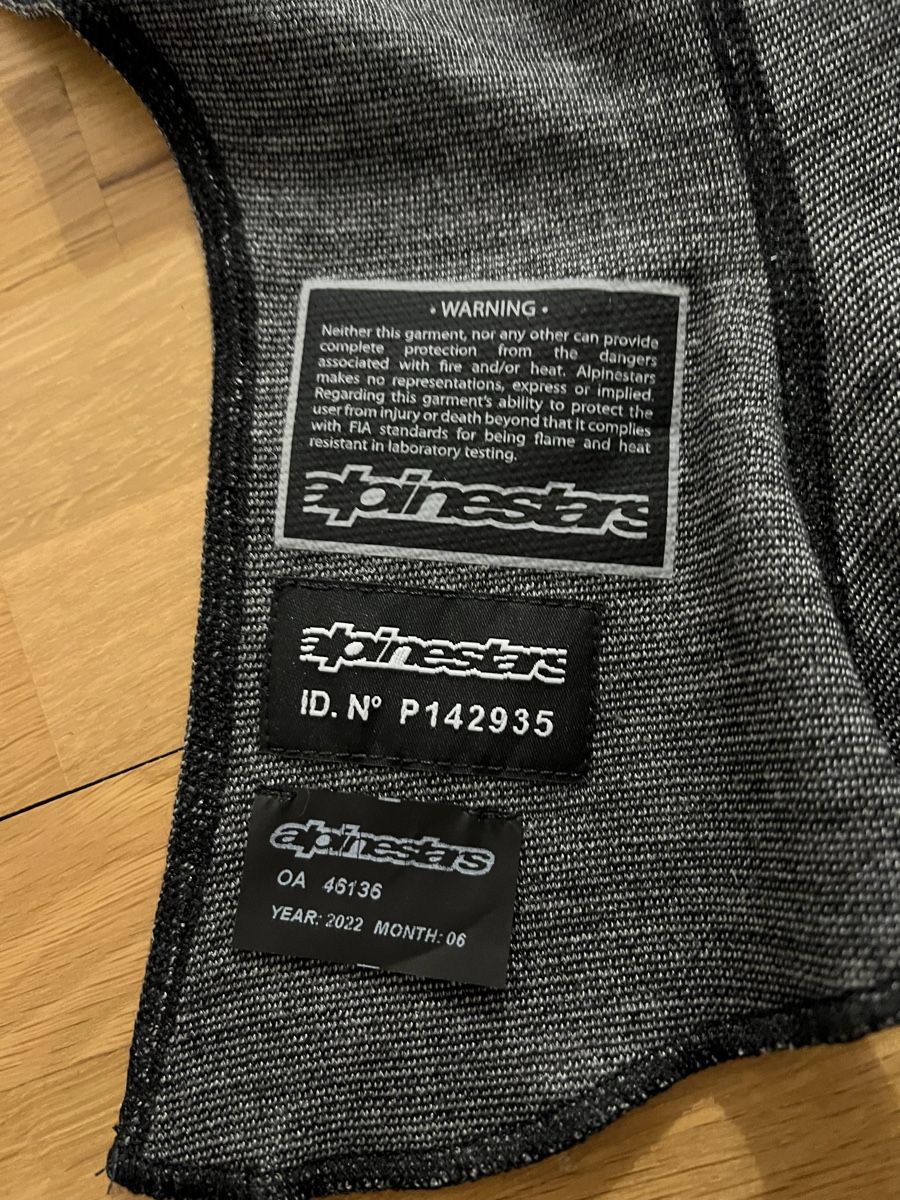 • WARNING •
Neither this garment, nor any other can provide
complete protection from the dangers
associated with fire and/or heat. Alpinestars
makes no representations, express or implied.
Regarding this garment's ability to protect the
user from injury or death beyond that it complies
with FIA standards for being flame and heat
resistant in laboratory testing.
alpinestars
alpinestars
ID. N° P142935
alpinestars
OA 46136
YEAR: 2022 MONTH: 06